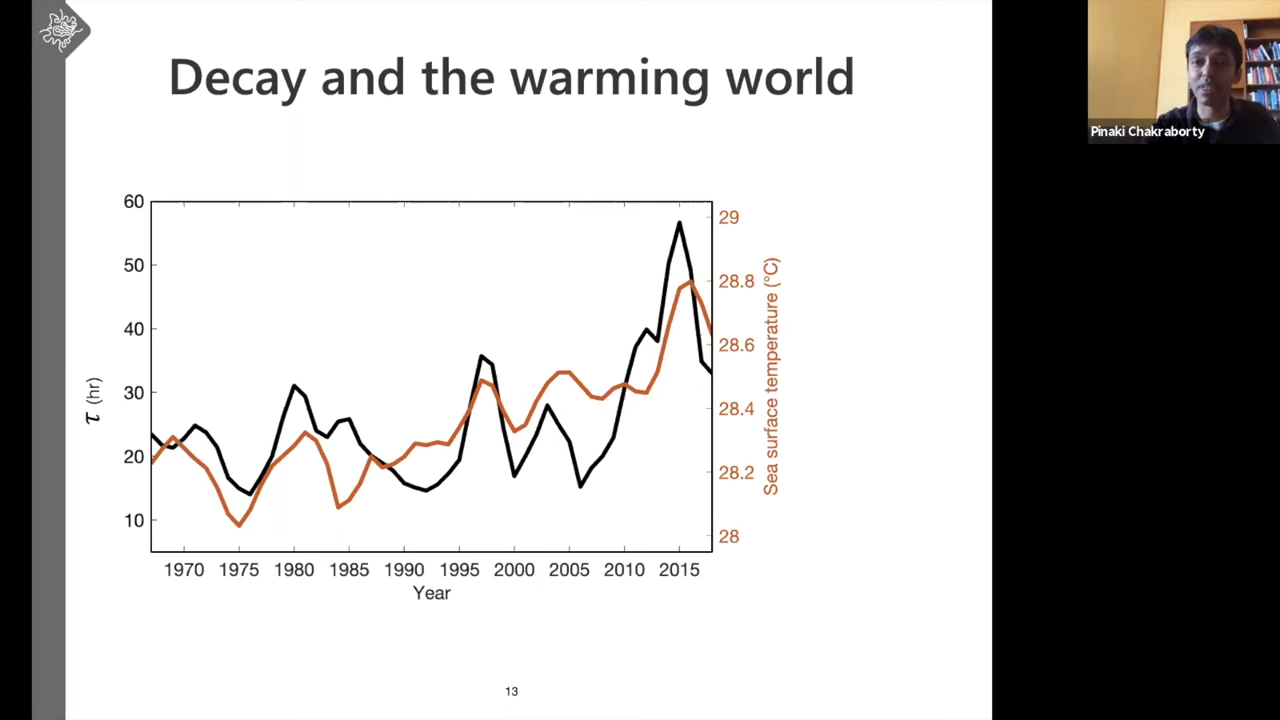 Decay and the warming world
Pinaki Chakraborty
60
50
40
30
20
10
τ (hr)
29
28.8
28.6
28.4
28.2
28
Sea surface temperature (°C)
1970 1975 1980 1985 1990 1995 2000 2005 2010 2015
Year
13